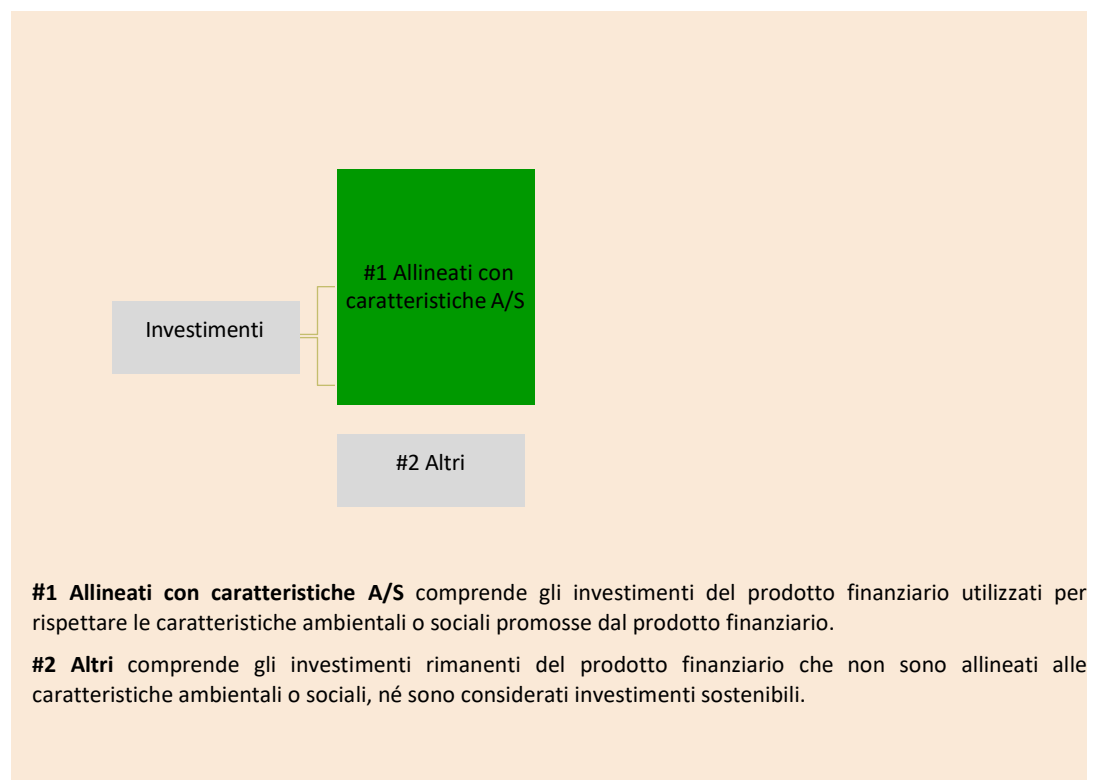 #1 Allineati con
caratteristiche A/S
Investimenti
#2 Altri
#1 Allineati con caratteristiche A/S comprende gli investimenti del prodotto finanziario utilizzati per
rispettare le caratteristiche ambientali o sociali promosse dal prodotto finanziario.
#2 Altri comprende gli investimenti rimanenti del prodotto finanziario che non sono allineati alle
caratteristiche ambientali o sociali, né sono considerati investimenti sostenibili.